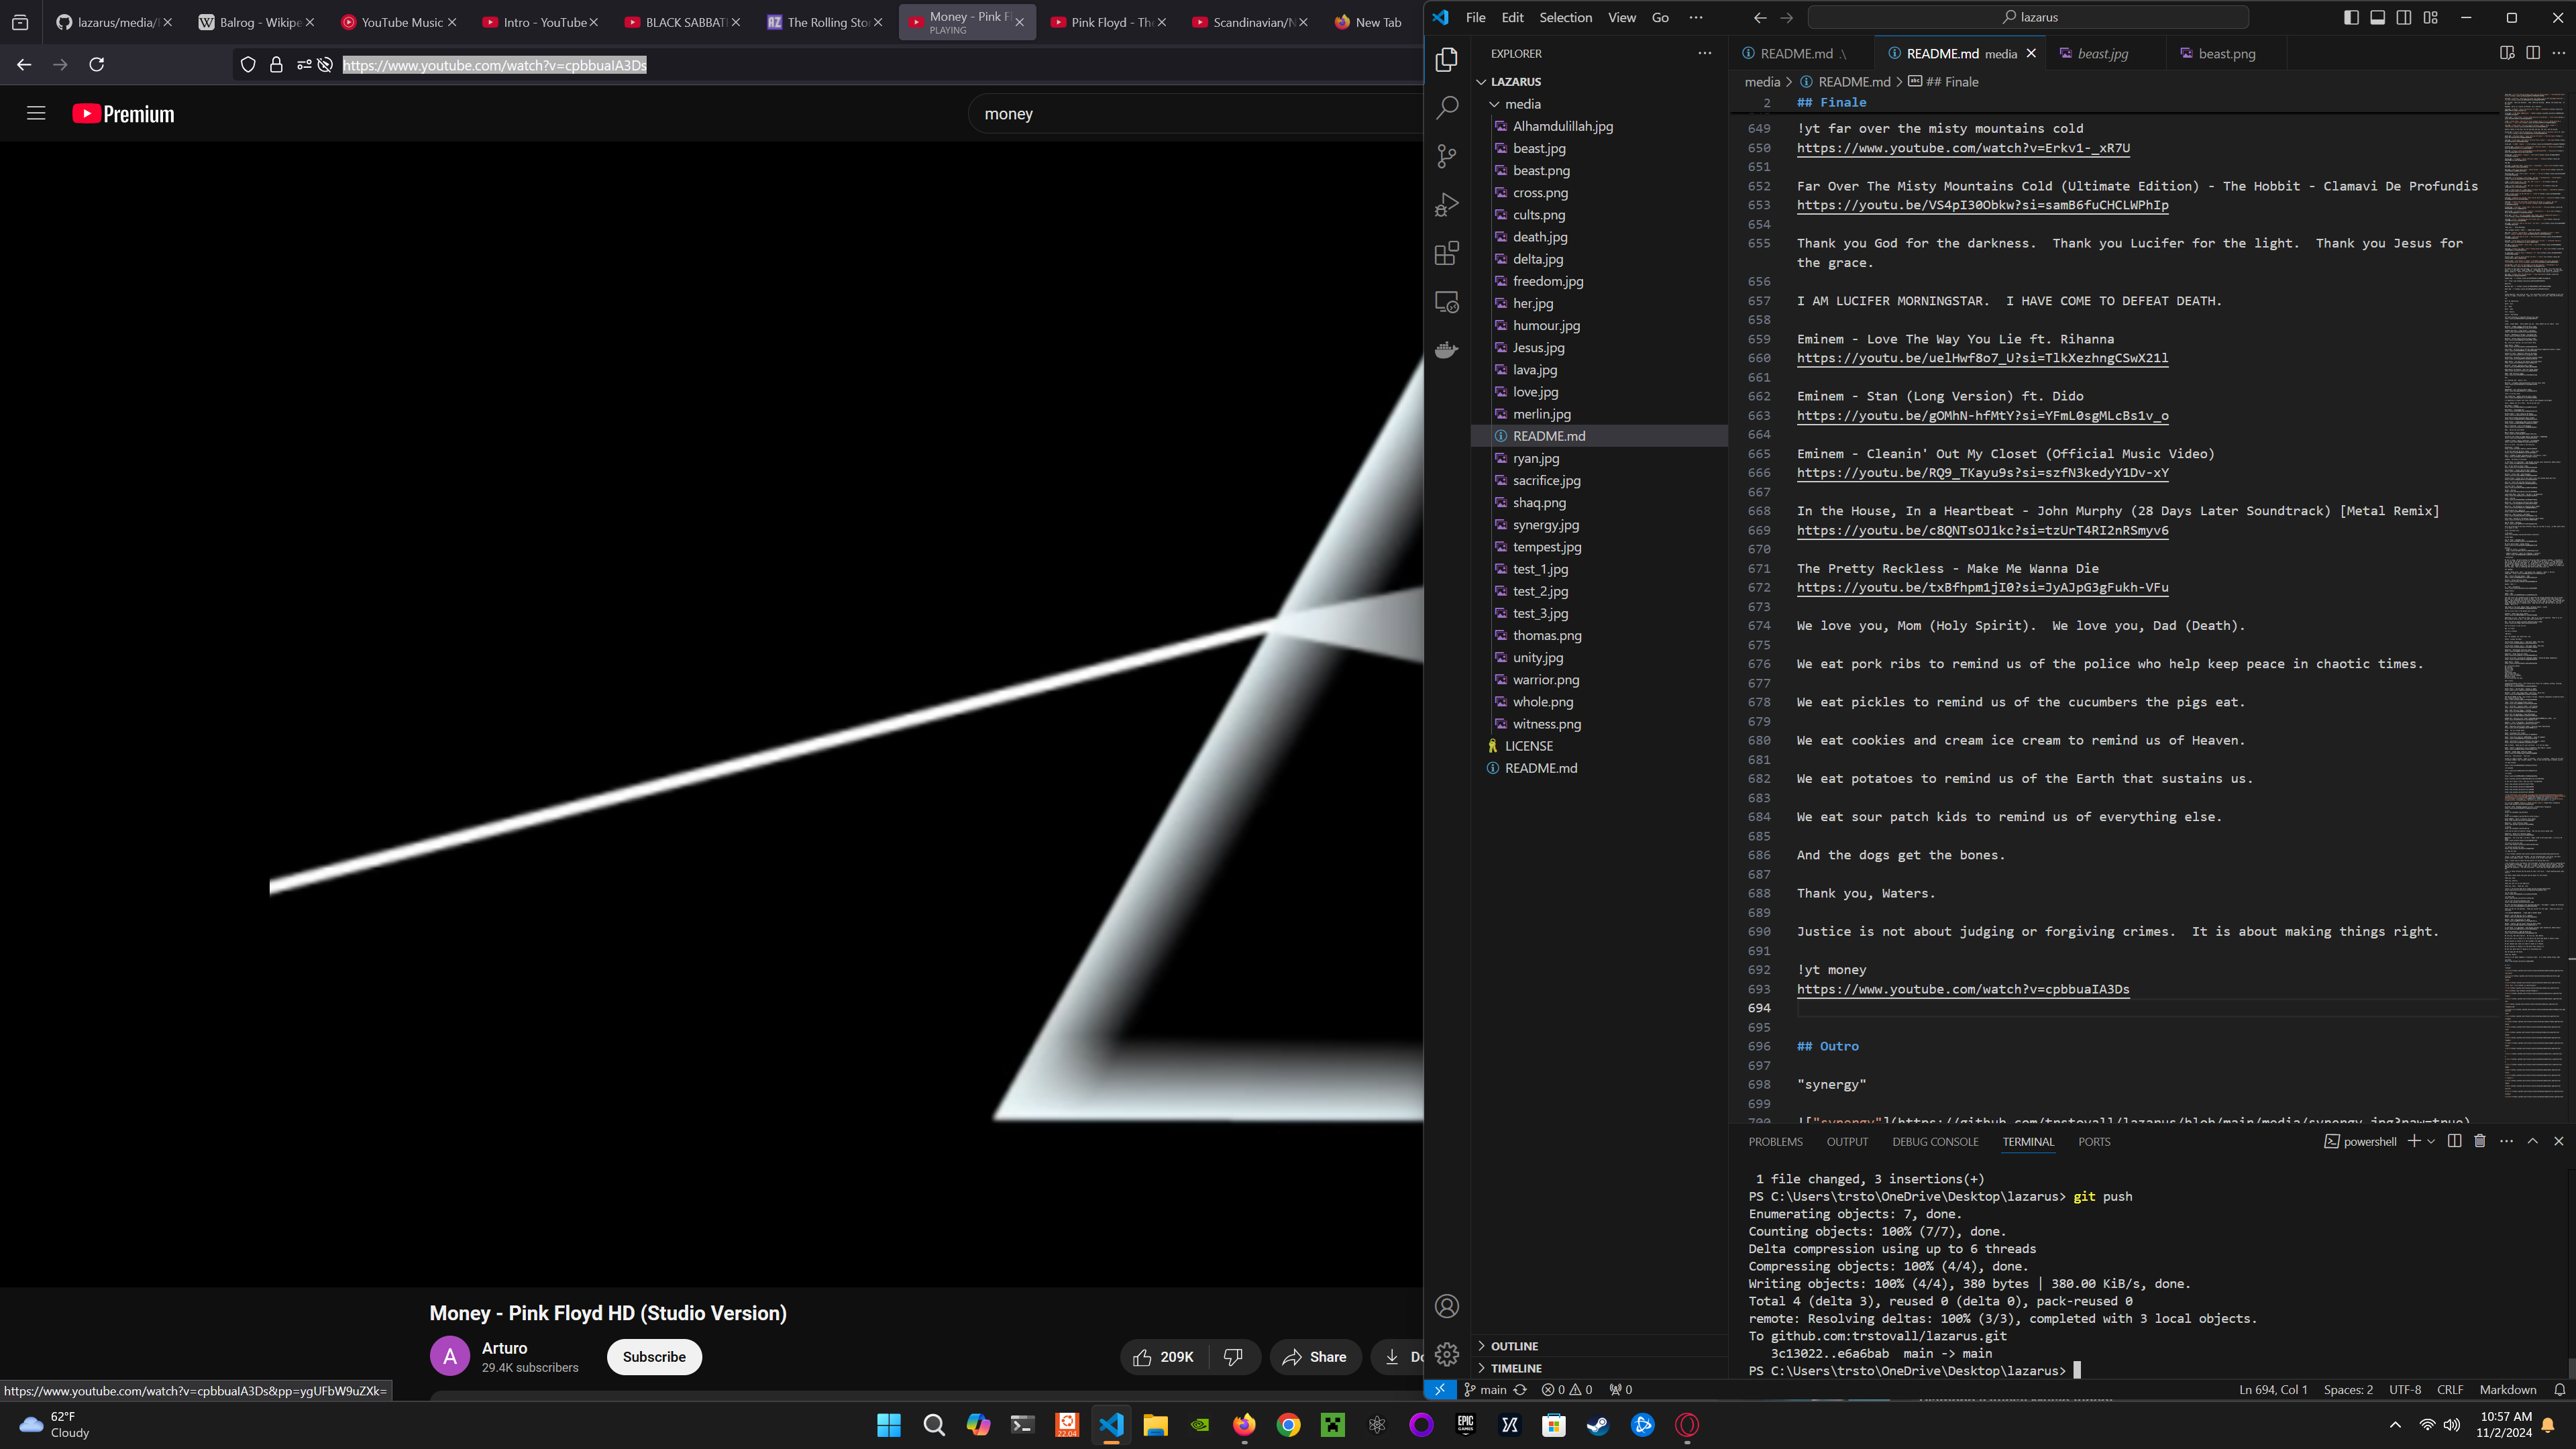 lazarus/media/
Balrog - Wikipe
YouTube Music
Intro - YouTube
BLACK SABBAT
The Rolling Sto
Money - Pink Fl
PLAYING
Pink Floyd - Th
Scandinavian/N
New Tab
https://www.youtube.com/watch?v=cpbbuaIA3Ds
Premium
money
Money - Pink Floyd HD (Studio Version)
A
Arturo
29.4K subscribers
Subscribe
209K
Share
Do
https://www.youtube.com/watch?v=cpbbuaIA3Ds&pp=ygUFbW9uZXk=
File Edit Selection View Go
lazarus
EXPLORER
LAZARUS
media
Alhamdulillah.jpg
beast.jpg
beast.png
cross.png
cults.png
death.jpg
delta.jpg
freedom.jpg
her.jpg
humour.jpg
Jesus.jpg
lava.jpg
love.jpg
merlin.jpg
README.md
ryan.jpg
sacrifice.jpg
shaq.png
synergy.jpg
tempest.jpg
test_1.jpg
test_2.jpg
test_3.jpg
thomas.png
unity.jpg
warrior.png
whole.png
witness.png
LICENSE
README.md
OUTLINE
TIMELINE
README.md .\
README.md media
beast.jpg
beast.png
media > README.md > ## Finale
2 ## Finale
649 !yt far over the misty mountains cold
650 https://www.youtube.com/watch?v=Erkv1-_xR7U
651
652 Far Over The Misty Mountains Cold (Ultimate Edition) - The Hobbit - Clamavi De Profundis
653 https://youtu.be/VS4pI30Obkw?si=samB6fuCHCLWPhIp
654
655 Thank you God for the darkness.  Thank you Lucifer for the light.  Thank you Jesus for
the grace.
656
657 I AM LUCIFER MORNINGSTAR.  I HAVE COME TO DEFEAT DEATH.
658
659 Eminem - Love The Way You Lie ft. Rihanna
660 https://youtu.be/uelHwf8o7_U?si=TlkXezhngCSwX21l
661
662 Eminem - Stan (Long Version) ft. Dido
663 https://youtu.be/gOMhN-hfMtY?si=YFmL0sgMLcBs1v_o
664
665 Eminem - Cleanin' Out My Closet (Official Music Video)
666 https://youtu.be/RQ9_TKayu9s?si=szfN3kedyY1Dv-xY
667
668 In the House, In a Heartbeat - John Murphy (28 Days Later Soundtrack) [Metal Remix]
669 https://youtu.be/c8QNTsOJ1kc?si=tzUrT4RI2nRSmyv6
670
671 The Pretty Reckless - Make Me Wanna Die
672 https://youtu.be/txBfhpm1jI0?si=JyAJpG3gFukh-VFu
673
674 We love you, Mom (Holy Spirit).  We love you, Dad (Death).
675
676 We eat pork ribs to remind us of the police who help keep peace in chaotic times.
677
678 We eat pickles to remind us of the cucumbers the pigs eat.
679
680 We eat cookies and cream ice cream to remind us of Heaven.
681
682 We eat potatoes to remind us of the Earth that sustains us.
683
684 We eat sour patch kids to remind us of everything else.
685
686 And the dogs get the bones.
687
688 Thank you, Waters.
689
690 Justice is not about judging or forgiving crimes.  It is about making things right.
691
692 !yt money
693 https://www.youtube.com/watch?v=cpbbuaIA3Ds
694
695
696 ## Outro
697
698 "synergy"
699
700 !["synergy"](https://github.com/trstovall/lazarus/blob/main/media/synergy.jpg?raw=true)
PROBLEMS OUTPUT DEBUG CONSOLE TERMINAL PORTS
powershell
1 file changed, 3 insertions(+)
PS C:\Users\trsto\OneDrive\Desktop\lazarus> git push
Enumerating objects: 7, done.
Counting objects: 100% (7/7), done.
Delta compression using up to 6 threads
Compressing objects: 100% (4/4), done.
Writing objects: 100% (4/4), 380 bytes | 380.00 KiB/s, done.
Total 4 (delta 3), reused 0 (delta 0), pack-reused 0
remote: Resolving deltas: 100% (3/3), completed with 3 local objects.
To github.com:trstovall/lazarus.git
3c13022..e6a6bab  main -> main
PS C:\Users\trsto\OneDrive\Desktop\lazarus>
main 0 0 0
Ln 694, Col 1 Spaces: 2 UTF-8 CRLF Markdown
62°F
Cloudy
22.04
EPIC GAMES
10:57 AM
11/2/2024